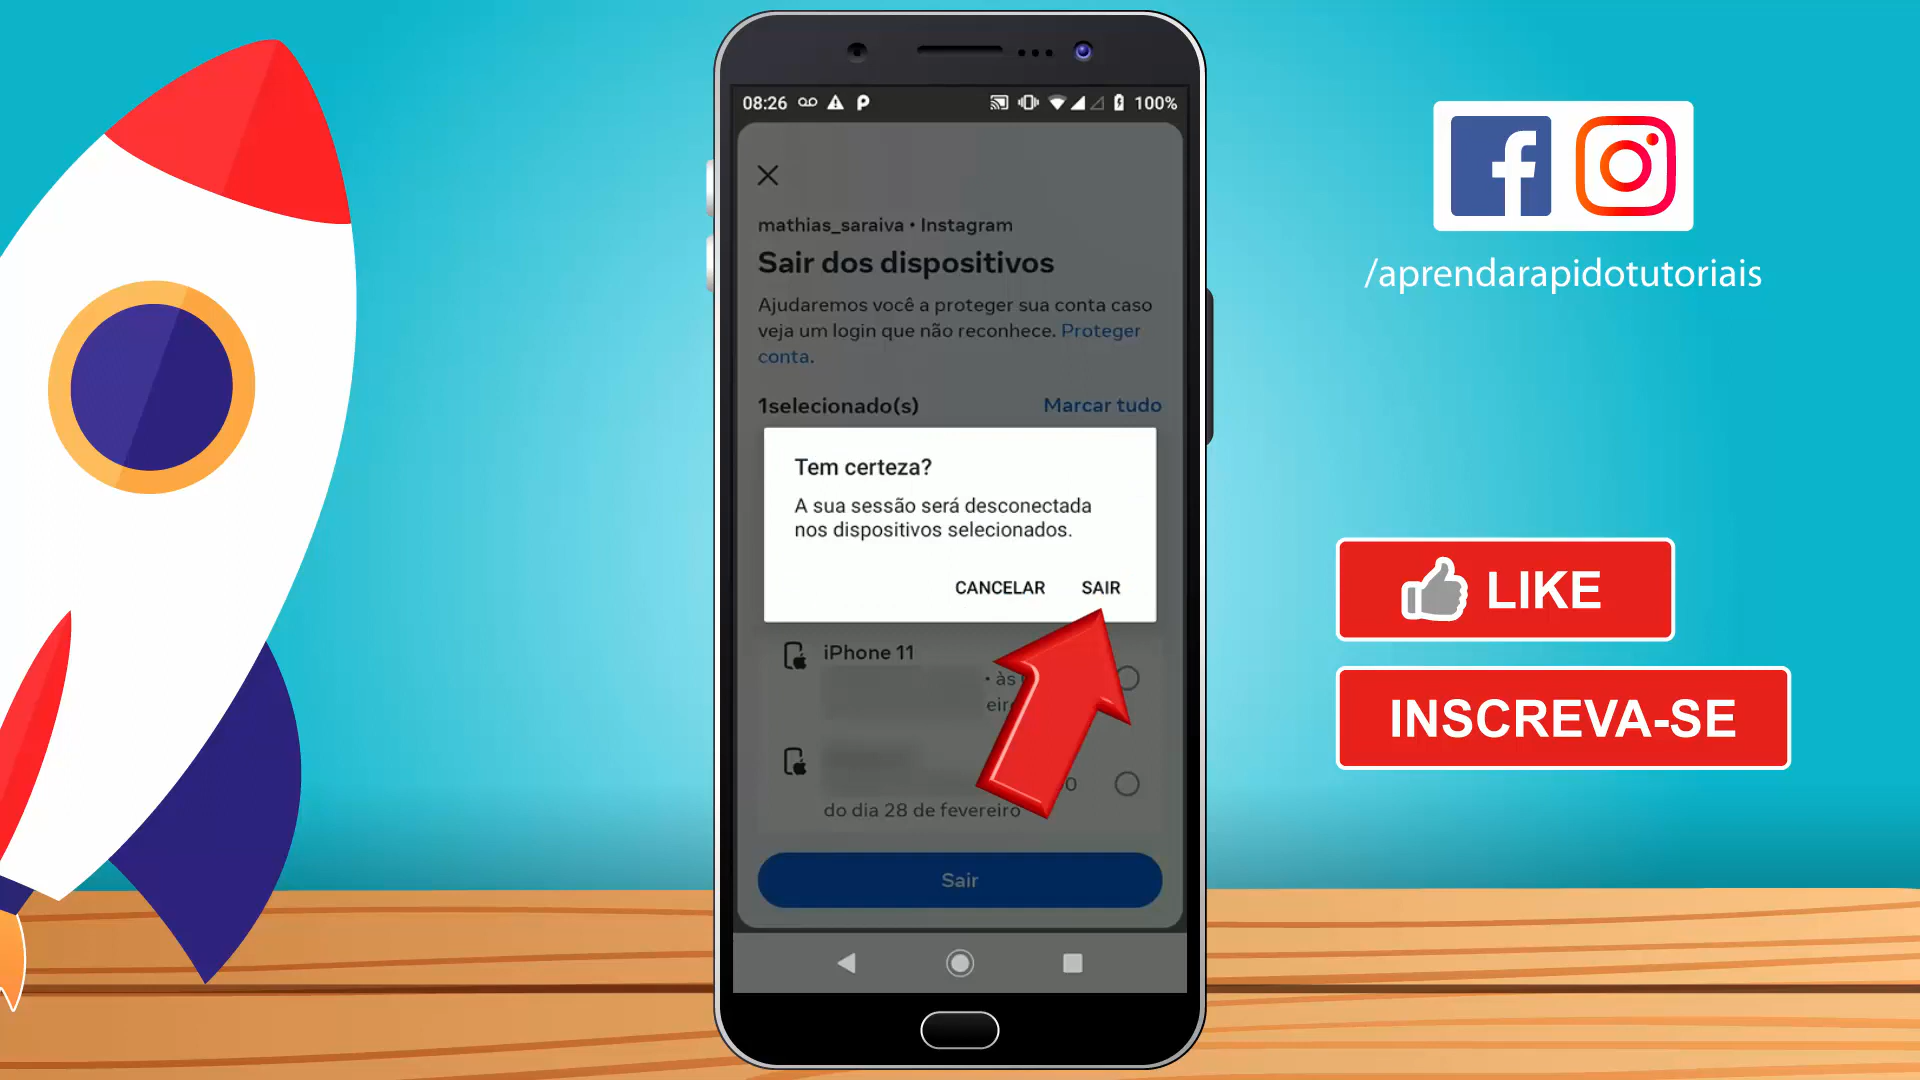 08:26
100%
mathias_saraiva • Instagram
Sair dos dispositivos
Ajudaremos você a proteger sua conta caso
veja um login que não reconhece. Proteger
conta.
1selecionado(s)
Marcar tudo
Tem certeza?
A sua sessão será desconectada
nos dispositivos selecionados.
CANCELAR
SAIR
iPhone 11
• às
do dia 28 de fevereiro
Sair
/aprendarapidotutoriais
LIKE
INSCREVA-SE